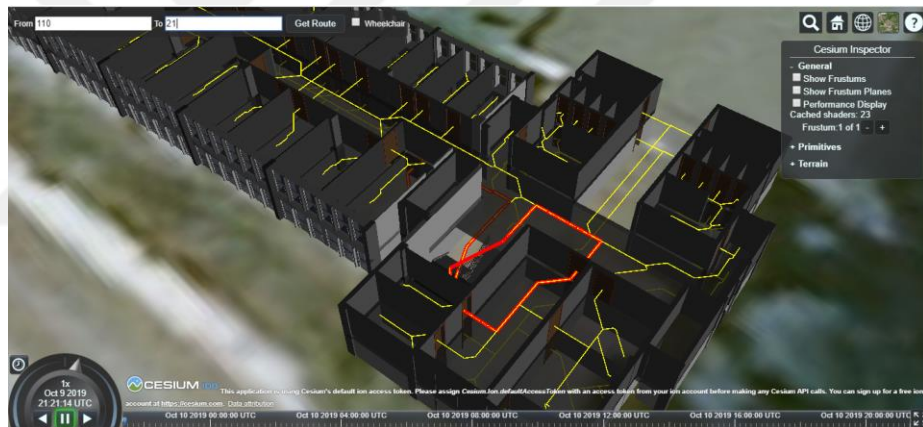 From 110 To 21 Get Route Wheelchair
Cesium Inspector
- General
Show Frustums
Show Frustum Planes
Performance Display
Cached shaders: 23
Frustum:1 of 1 - +
+ Primitives
+ Terrain
1x
Oct 9 2019
21:21:14 UTC
CESIUM ion
This application is using Cesium's default ion access token. Please assign Cesium.Ion.defaultAccessToken with an access token from your ion account before making any Cesium API calls. You can sign up for a free ion
account at https://cesium.com. Data attribution
Oct 10 2019 00:00:00 UTC Oct 10 2019 04:00:00 UTC Oct 10 2019 08:00:00 UTC Oct 10 2019 12:00:00 UTC Oct 10 2019 16:00:00 UTC Oct 10 2019 20:00:00 UTC